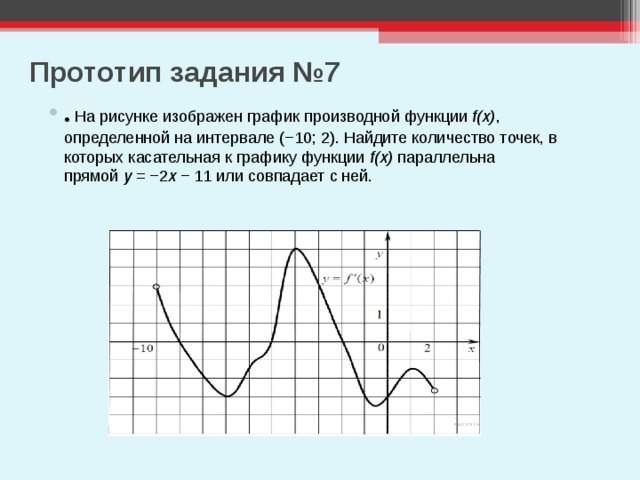 Прототип задания №7
. На рисунке изображен график производной функции f(x),
определенной на интервале (−10; 2). Найдите количество точек, в
которых касательная к графику функции f(x) параллельна
прямой y = −2x − 11 или совпадает с ней.
y
y = f ′(x)
1
−10
0
2
x